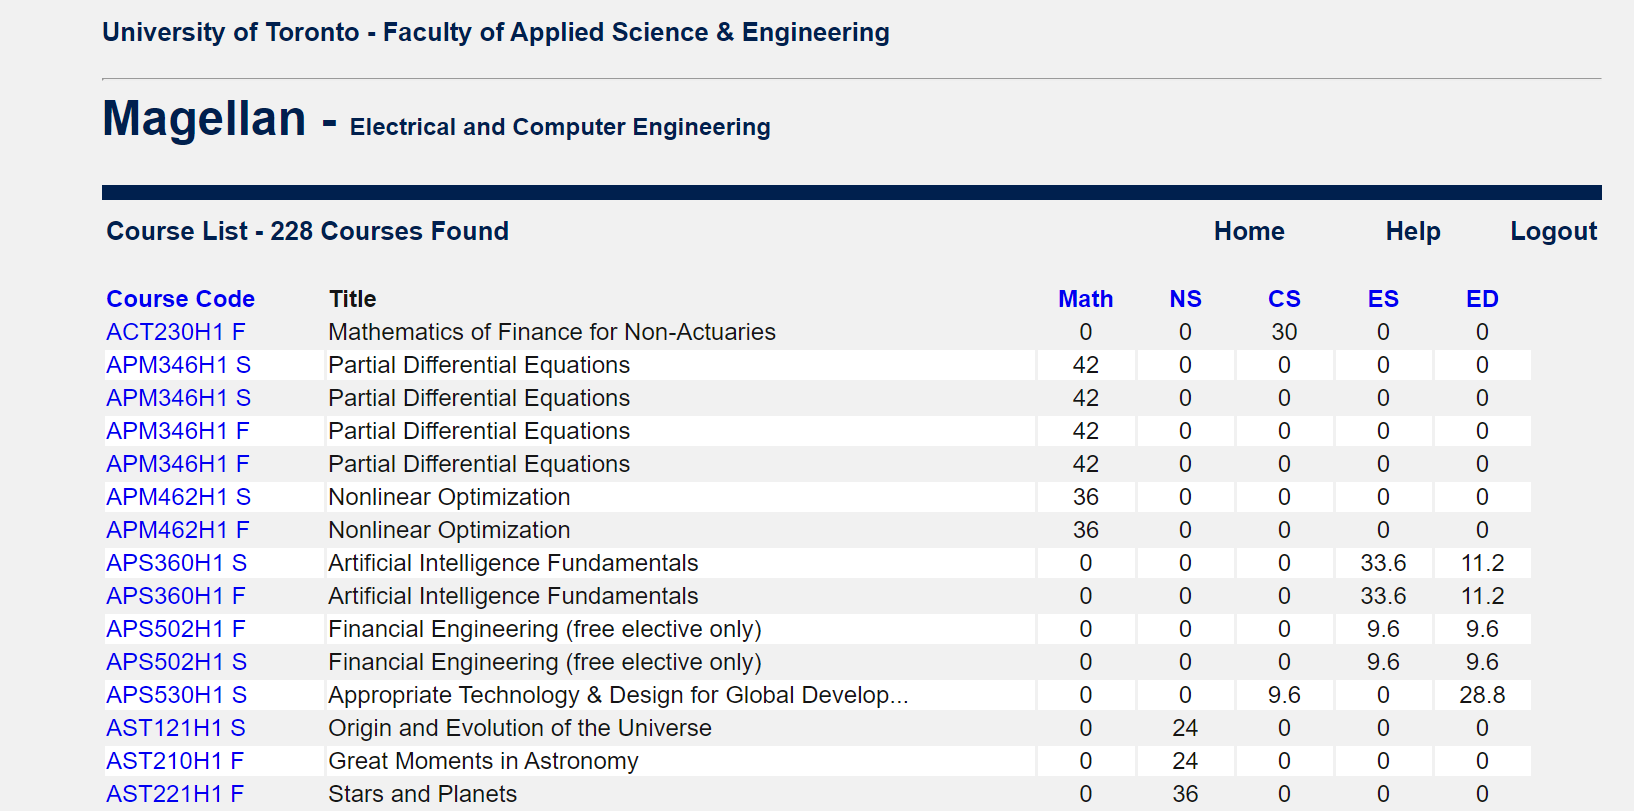 University of Toronto - Faculty of Applied Science & Engineering
Magellan - Electrical and Computer Engineering
Course List - 228 Courses Found Home Help Logout
Course Code Title Math NS CS ES ED
ACT230H1 F Mathematics of Finance for Non-Actuaries 0 0 30 0 0
APM346H1 S Partial Differential Equations 42 0 0 0 0
APM346H1 S Partial Differential Equations 42 0 0 0 0
APM346H1 F Partial Differential Equations 42 0 0 0 0
APM346H1 F Partial Differential Equations 42 0 0 0 0
APM462H1 S Nonlinear Optimization 36 0 0 0 0
APM462H1 F Nonlinear Optimization 36 0 0 0 0
APS360H1 S Artificial Intelligence Fundamentals 0 0 0 33.6 11.2
APS360H1 F Artificial Intelligence Fundamentals 0 0 0 33.6 11.2
APS502H1 F Financial Engineering (free elective only) 0 0 0 9.6 9.6
APS502H1 S Financial Engineering (free elective only) 0 0 0 9.6 9.6
APS530H1 S Appropriate Technology & Design for Global Develop... 0 0 9.6 0 28.8
AST121H1 S Origin and Evolution of the Universe 0 24 0 0 0
AST210H1 F Great Moments in Astronomy 0 24 0 0 0
AST221H1 F Stars and Planets 0 36 0 0 0